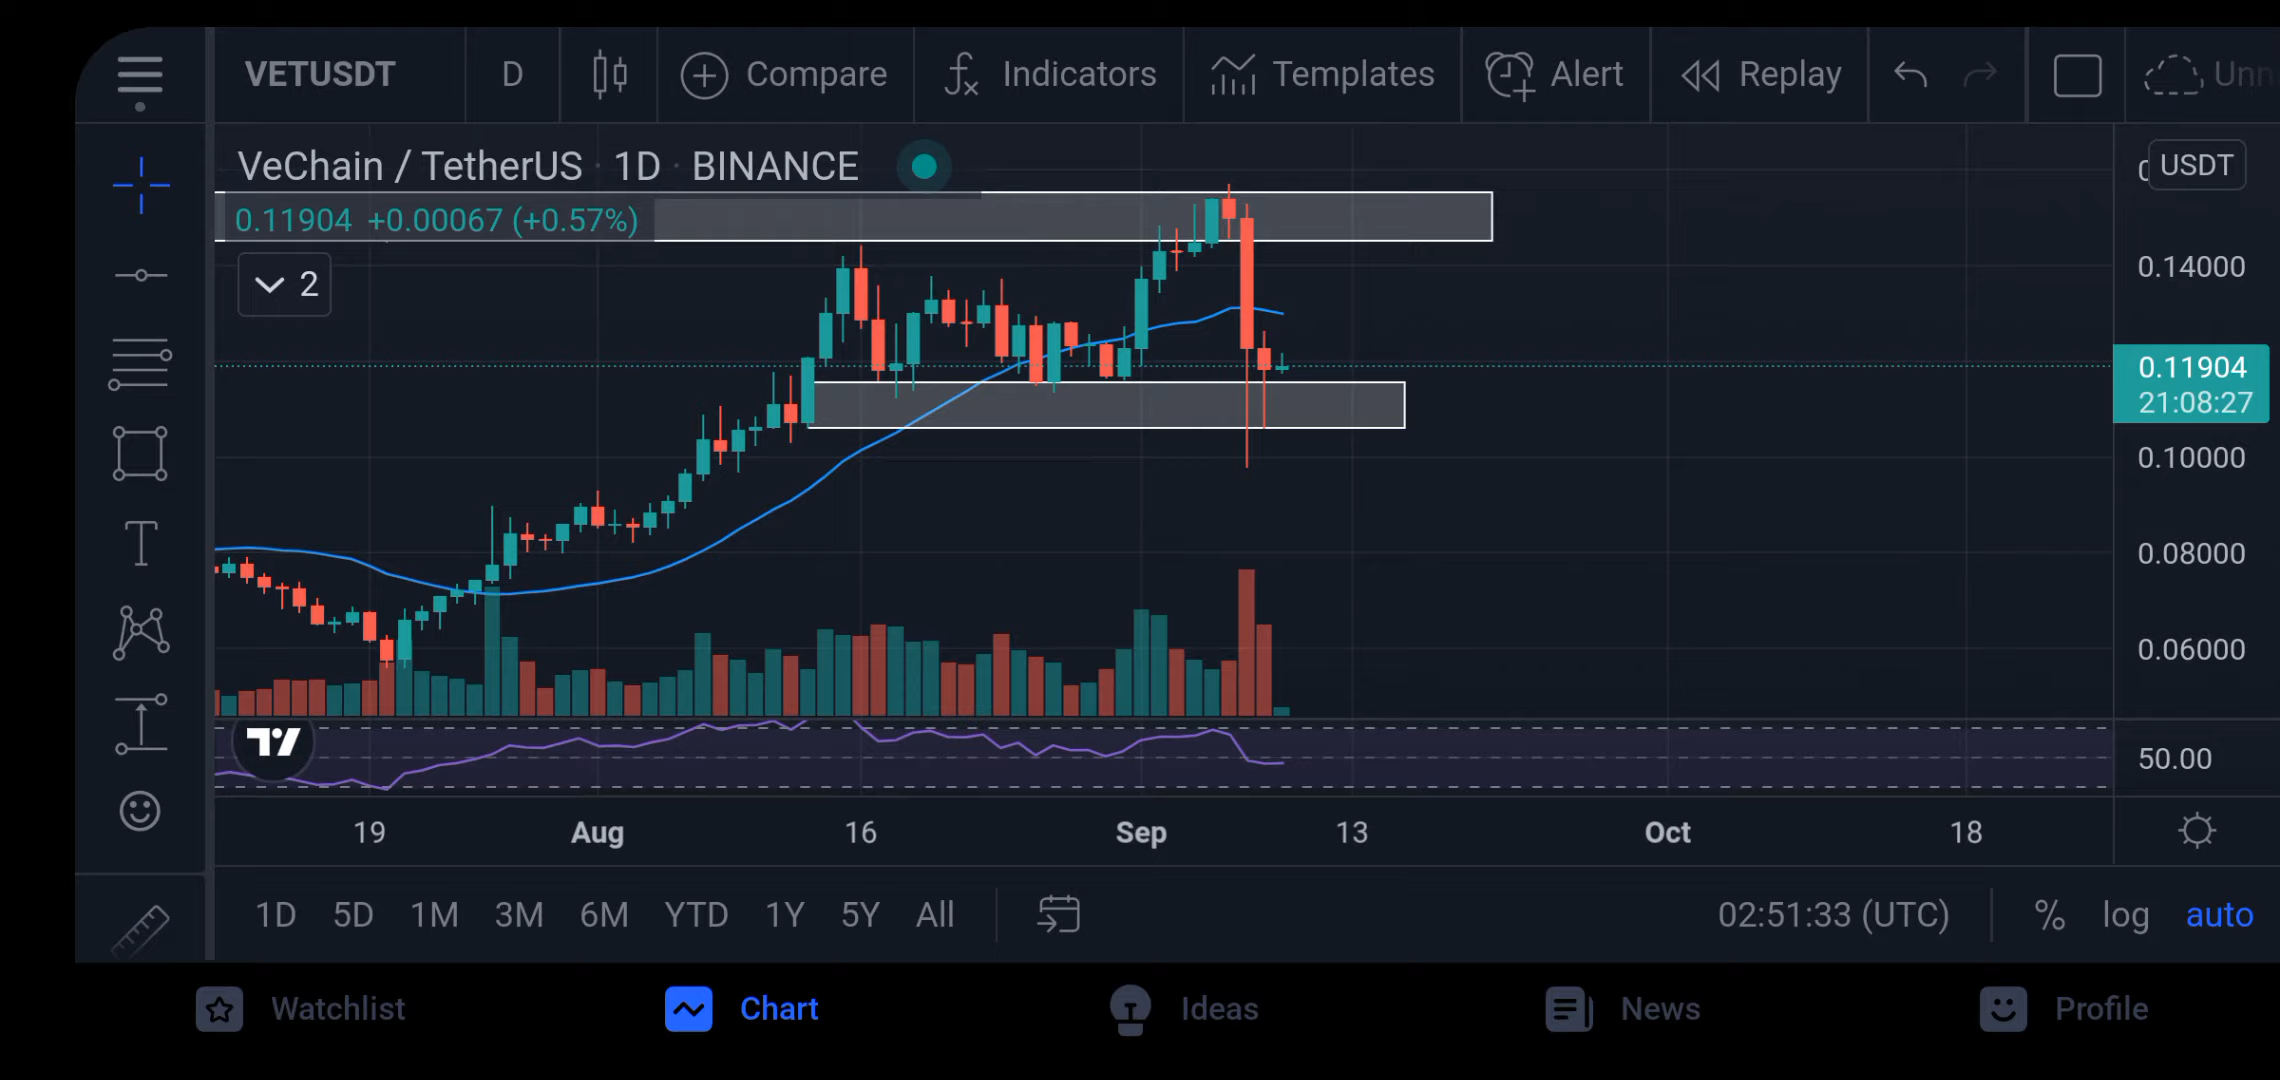 VETUSDT D Compare Indicators Templates Alert Replay
VeChain / TetherUS · 1D · BINANCE
USDT
0.11904 +0.00067 (+0.57%)
2
0.14000
0.11904
21:08:27
0.10000
0.08000
0.06000
50.00
19 Aug 16 Sep 13 Oct 18
1D 5D 1M 3M 6M YTD 1Y 5Y All 02:51:33 (UTC) % log auto
Watchlist Chart Ideas News Profile